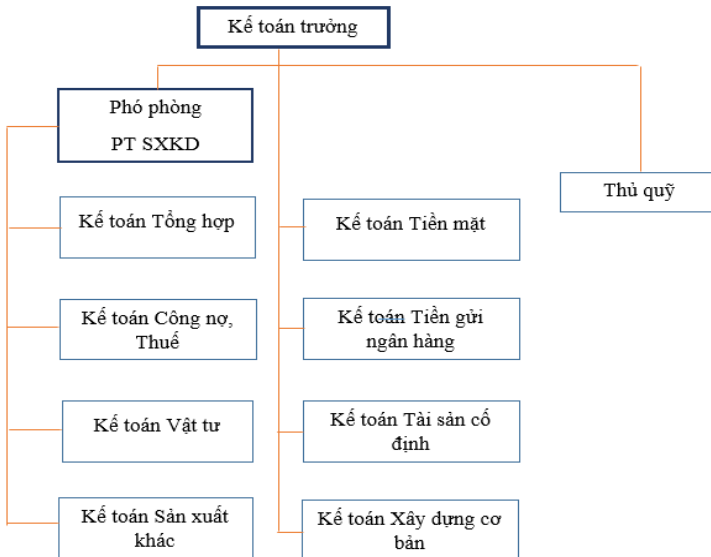 Kế toán trưởng
Phó phòng
PT SXKD
Thủ quỹ
Kế toán Tổng hợp
Kế toán Tiền mặt
Kế toán Công nợ,
Thuế
Kế toán Tiền gửi
ngân hàng
Kế toán Vật tư
Kế toán Tài sản cố
định
Kế toán Sản xuất
khác
Kế toán Xây dựng cơ
bản